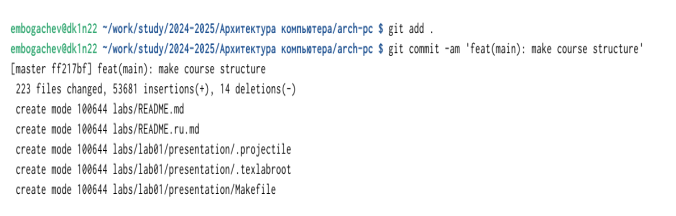 embogachev@dk1n22 ~/work/study/2024-2025/Архитектура компьютера/arch-pc $ git add .
embogachev@dk1n22 ~/work/study/2024-2025/Архитектура компьютера/arch-pc $ git commit -am 'feat(main): make course structure'
[master ff217bf] feat(main): make course structure
223 files changed, 53681 insertions(+), 14 deletions(-)
create mode 100644 labs/README.md
create mode 100644 labs/README.ru.md
create mode 100644 labs/lab01/presentation/.projectile
create mode 100644 labs/lab01/presentation/.texlabroot
create mode 100644 labs/lab01/presentation/Makefile